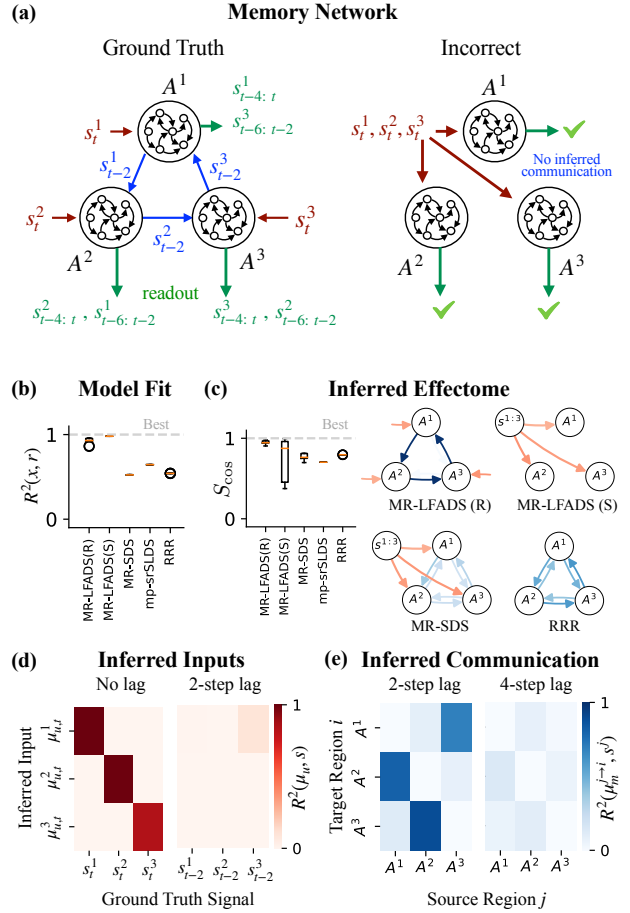 (a) Memory Network
Ground Truth
Incorrect
A¹
s¹ₜ₋₄: ₜ
s³ₜ₋₆: ₜ₋₂
s¹ₜ
s¹ₜ₋₂
s³ₜ₋₂
s²ₜ
s²ₜ₋₂
s³ₜ
A²
A³
readout
s²ₜ₋₄: ₜ , s¹ₜ₋₆: ₜ₋₂
s³ₜ₋₄: ₜ , s²ₜ₋₆: ₜ₋₂
A¹
s¹ₜ, s²ₜ, s³ₜ
No inferred
communication
A²
A³
(b) Model Fit
Best
R²(x, r)
1
0
MR-LFADS(R)
MR-LFADS(S)
MR-SDS
mp-srSLDS
RRR
(c) Inferred Effectome
Best
S_cos
1
0
MR-LFADS(R)
MR-LFADS(S)
MR-SDS
mp-srSLDS
RRR
A¹
A²
A³
MR-LFADS (R)
s¹:³
A¹
A²
A³
MR-LFADS (S)
s¹:³
A¹
A²
A³
MR-SDS
A¹
A²
A³
RRR
(d) Inferred Inputs
No lag
2-step lag
Inferred Input
μ¹ᵤ,ₜ
μ²ᵤ,ₜ
μ³ᵤ,ₜ
s¹ₜ s²ₜ s³ₜ
s¹ₜ₋₂ s²ₜ₋₂ s³ₜ₋₂
Ground Truth Signal
1
0
R²(μᵤ, s)
(e) Inferred Communication
2-step lag
4-step lag
Target Region i
A¹
A²
A³
A¹ A² A³
A¹ A² A³
Source Region j
1
0
R²(μₘʲ→ⁱ, sʲ)